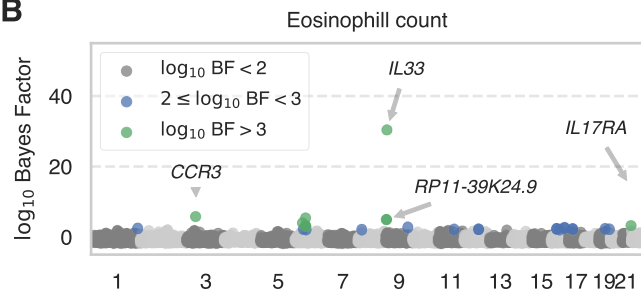 B
Eosinophill count
log₁₀ Bayes Factor
40
20
0
log₁₀ BF < 2
2 ≤ log₁₀ BF < 3
log₁₀ BF > 3
IL33
IL17RA
CCR3
RP11-39K24.9
1 3 5 7 9 11 13 15 17 19 21